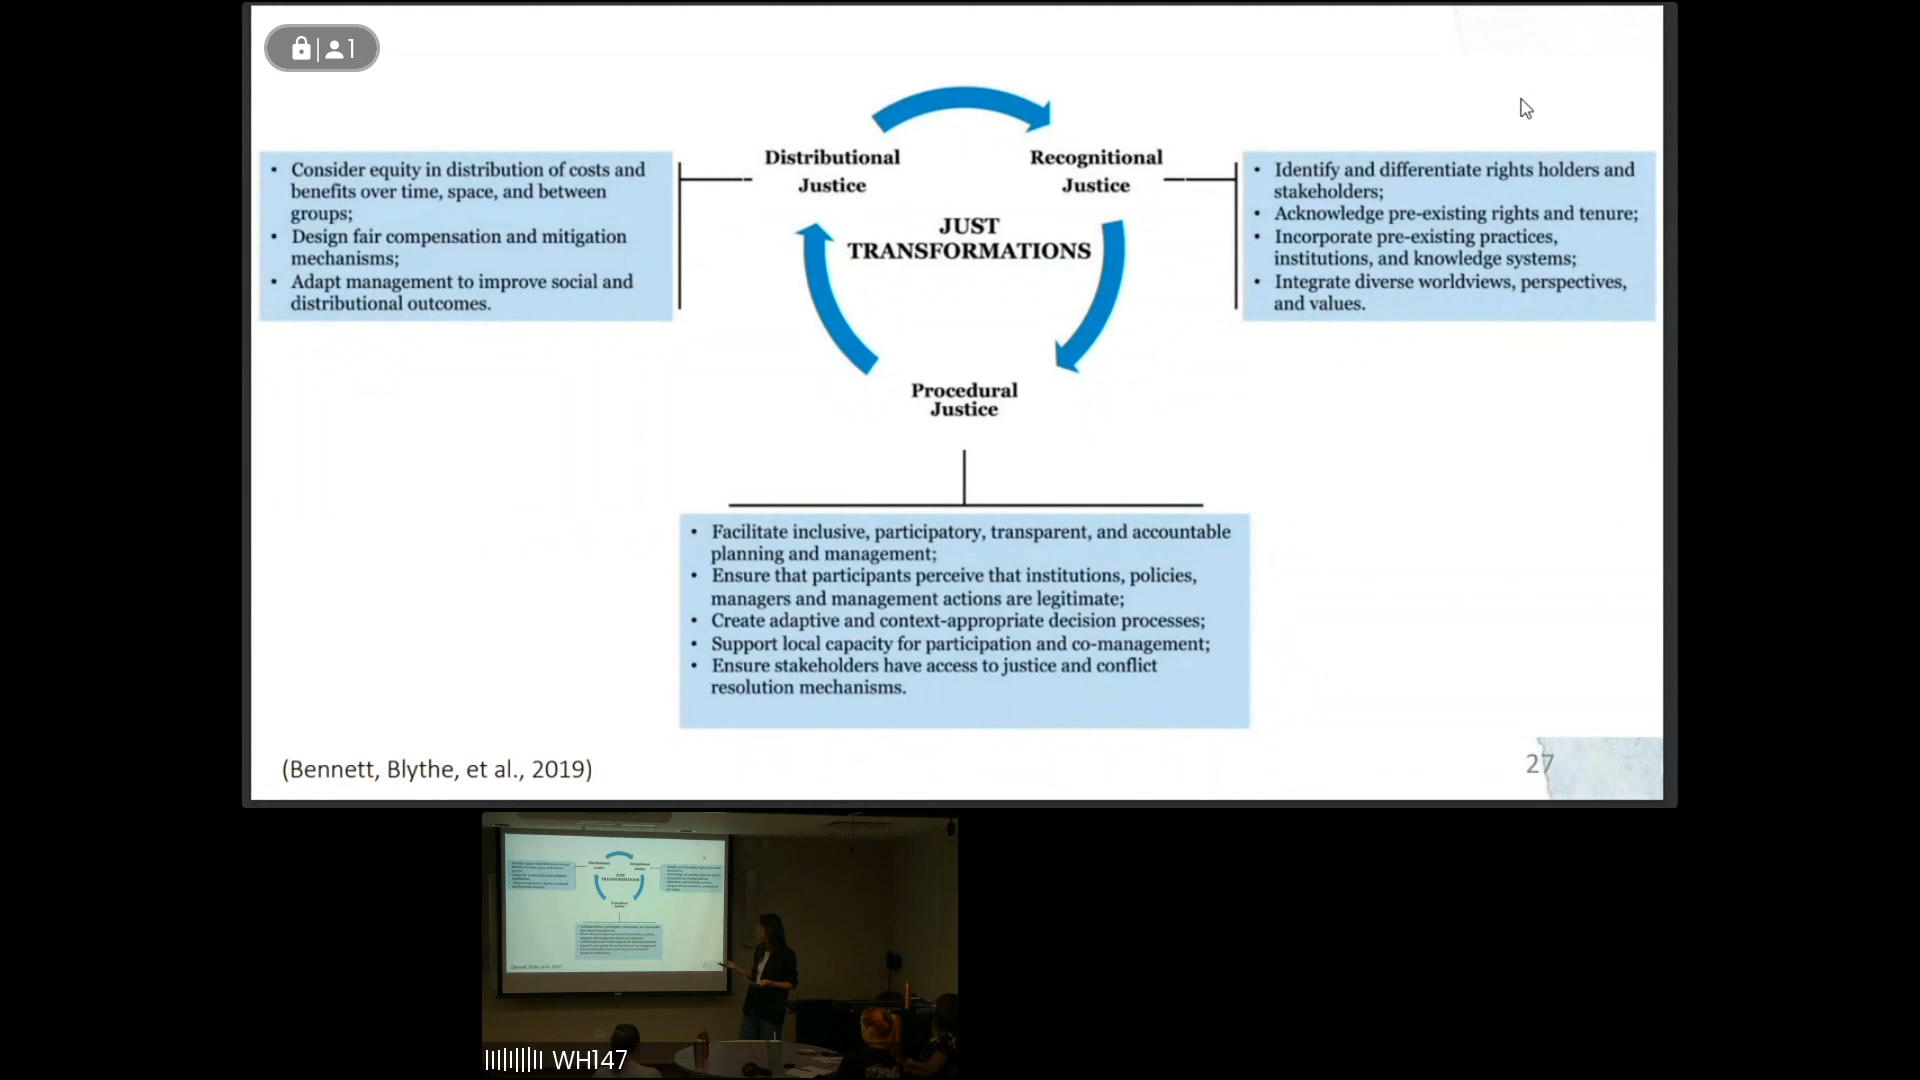 1
Distributional
Justice
Recognitional
Justice
JUST
TRANSFORMATIONS
Procedural
Justice
• Consider equity in distribution of costs and
benefits over time, space, and between
groups;
• Design fair compensation and mitigation
mechanisms;
• Adapt management to improve social and
distributional outcomes.
• Identify and differentiate rights holders and
stakeholders;
• Acknowledge pre-existing rights and tenure;
• Incorporate pre-existing practices,
institutions, and knowledge systems;
• Integrate diverse worldviews, perspectives,
and values.
• Facilitate inclusive, participatory, transparent, and accountable
planning and management;
• Ensure that participants perceive that institutions, policies,
managers and management actions are legitimate;
• Create adaptive and context-appropriate decision processes;
• Support local capacity for participation and co-management;
• Ensure stakeholders have access to justice and conflict
resolution mechanisms.
(Bennett, Blythe, et al., 2019)
27
JUST
TRANSFORMATIONS
WH147